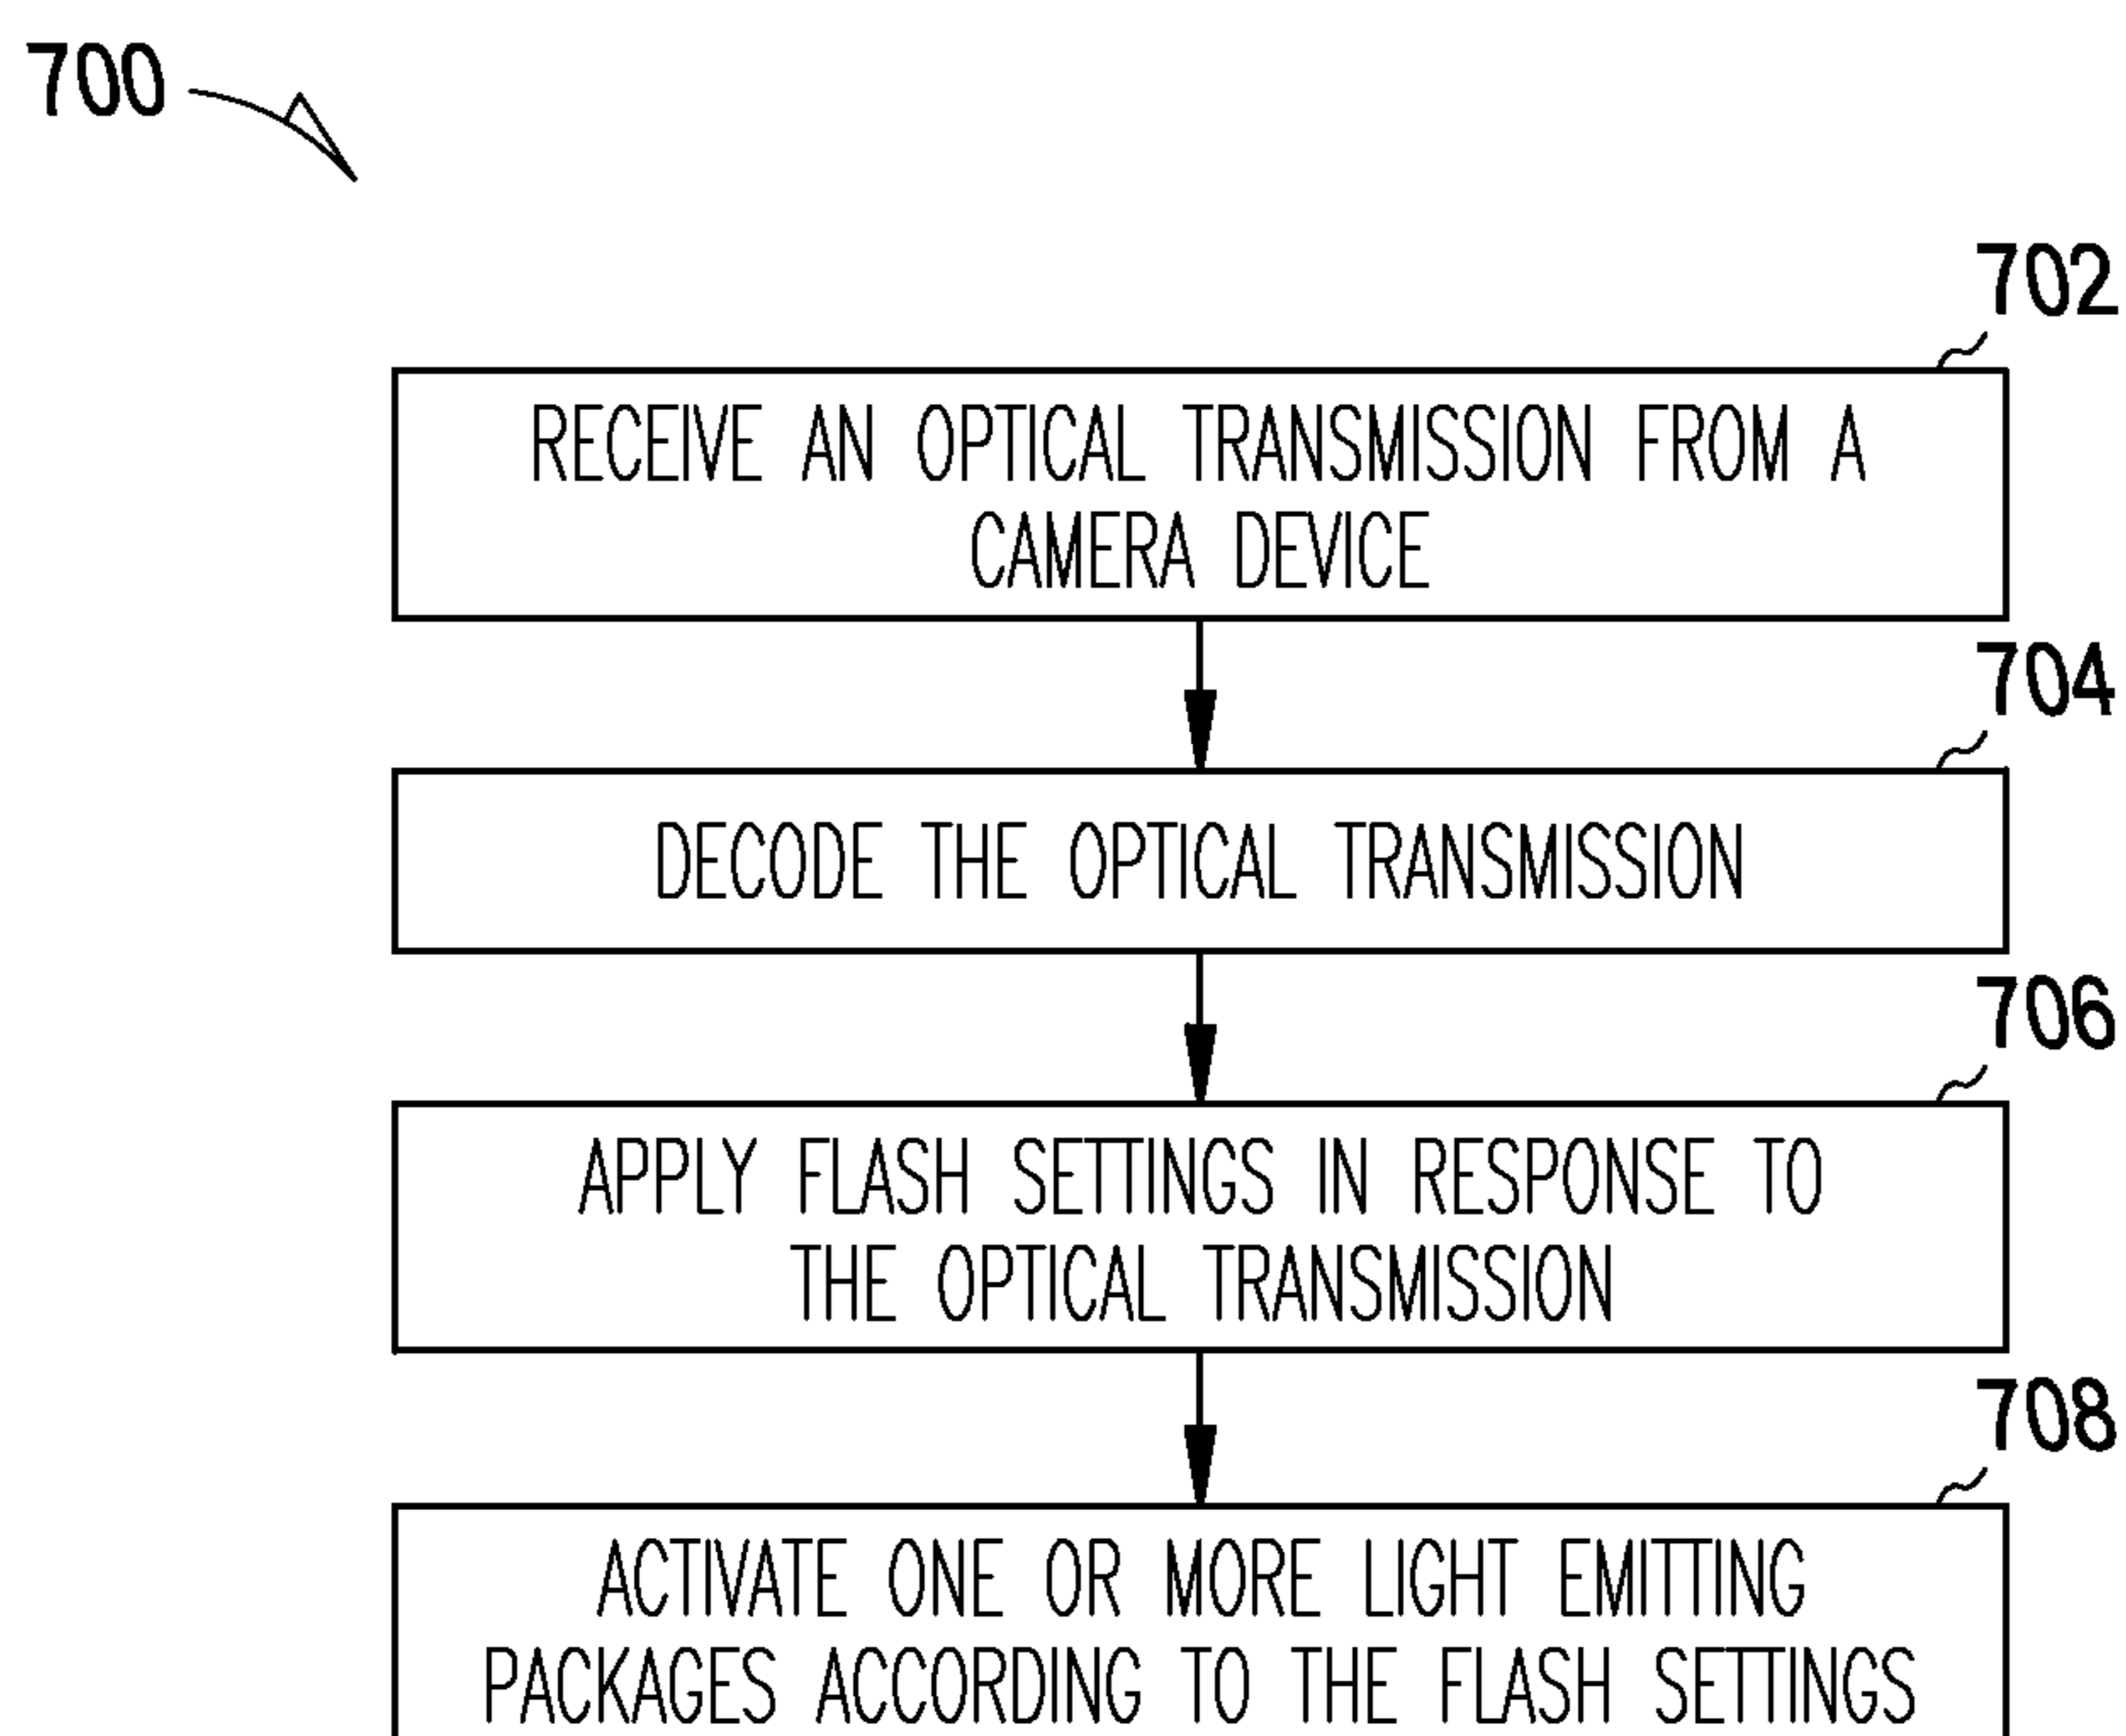 700
702
RECEIVE AN OPTICAL TRANSMISSION FROM A
CAMERA DEVICE
704
DECODE THE OPTICAL TRANSMISSION
706
APPLY FLASH SETTINGS IN RESPONSE TO
THE OPTICAL TRANSMISSION
708
ACTIVATE ONE OR MORE LIGHT EMITTING
PACKAGES ACCORDING TO THE FLASH SETTINGS